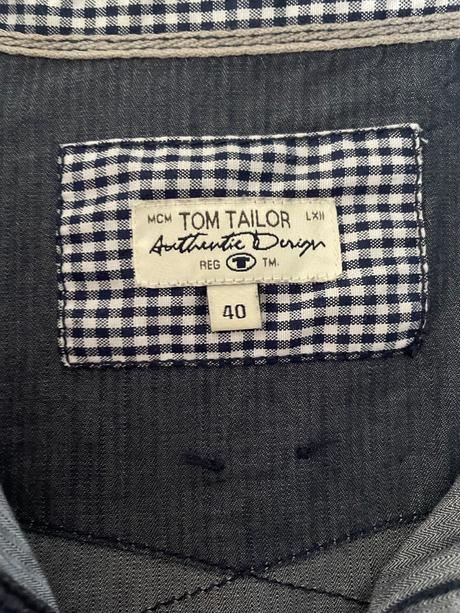 MCM TOM TAILOR LXII
Authentic Design
REG T TM.
40